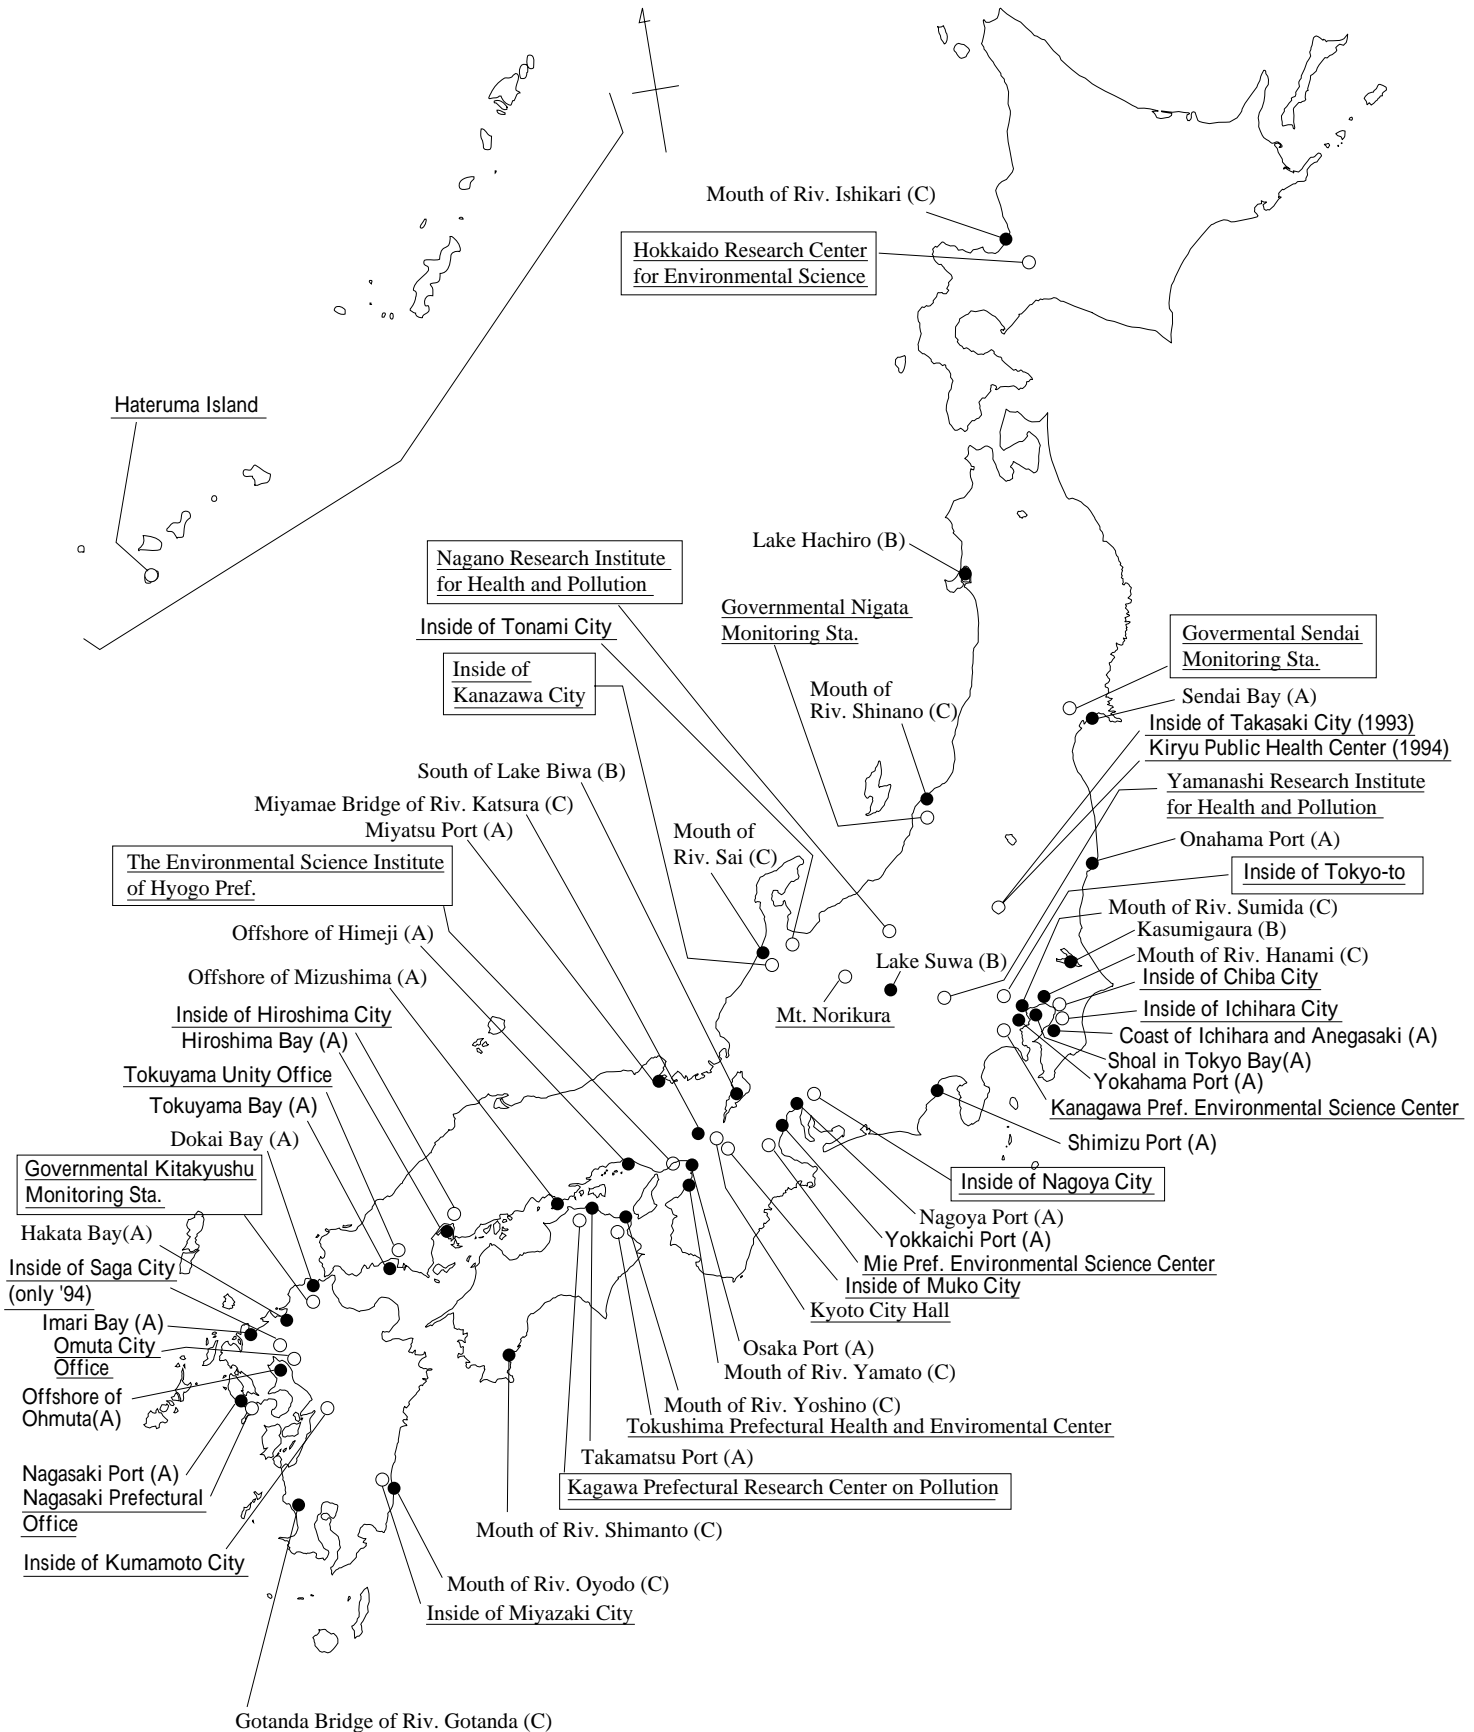 Mouth of Riv. Ishikari (C)
Hokkaido Research Center
for Environmental Science
Hateruma Island
Lake Hachiro (B)
Nagano Research Institute
for Health and Pollution
Governmental Nigata
Monitoring Sta.
Inside of Tonami City
Govermental Sendai
Monitoring Sta.
Inside of
Kanazawa City
Mouth of
Riv. Shinano (C)
Sendai Bay (A)
Inside of Takasaki City (1993)
Kiryu Public Health Center (1994)
South of Lake Biwa (B)
Yamanashi Research Institute
for Health and Pollution
Miyamae Bridge of Riv. Katsura (C)
Miyatsu Port (A)
Mouth of
Riv. Sai (C)
Onahama Port (A)
The Environmental Science Institute
of Hyogo Pref.
Inside of Tokyo-to
Mouth of Riv. Sumida (C)
Offshore of Himeji (A)
Kasumigaura (B)
Mouth of Riv. Hanami (C)
Lake Suwa (B)
Offshore of Mizushima (A)
Inside of Chiba City
Inside of Hiroshima City
Mt. Norikura
Inside of Ichihara City
Hiroshima Bay (A)
Coast of Ichihara and Anegasaki (A)
Shoal in Tokyo Bay(A)
Tokuyama Unity Office
Yokahama Port (A)
Tokuyama Bay (A)
Kanagawa Pref. Environmental Science Center
Dokai Bay (A)
Shimizu Port (A)
Governmental Kitakyushu
Monitoring Sta.
Inside of Nagoya City
Nagoya Port (A)
Hakata Bay(A)
Yokkaichi Port (A)
Inside of Saga City
(only '94)
Mie Pref. Environmental Science Center
Inside of Muko City
Kyoto City Hall
Imari Bay (A)
Omuta City
Office
Osaka Port (A)
Mouth of Riv. Yamato (C)
Offshore of
Ohmuta(A)
Mouth of Riv. Yoshino (C)
Tokushima Prefectural Health and Enviromental Center
Takamatsu Port (A)
Nagasaki Port (A)
Kagawa Prefectural Research Center on Pollution
Nagasaki Prefectural
Office
Mouth of Riv. Shimanto (C)
Inside of Kumamoto City
Mouth of Riv. Oyodo (C)
Inside of Miyazaki City
Gotanda Bridge of Riv. Gotanda (C)